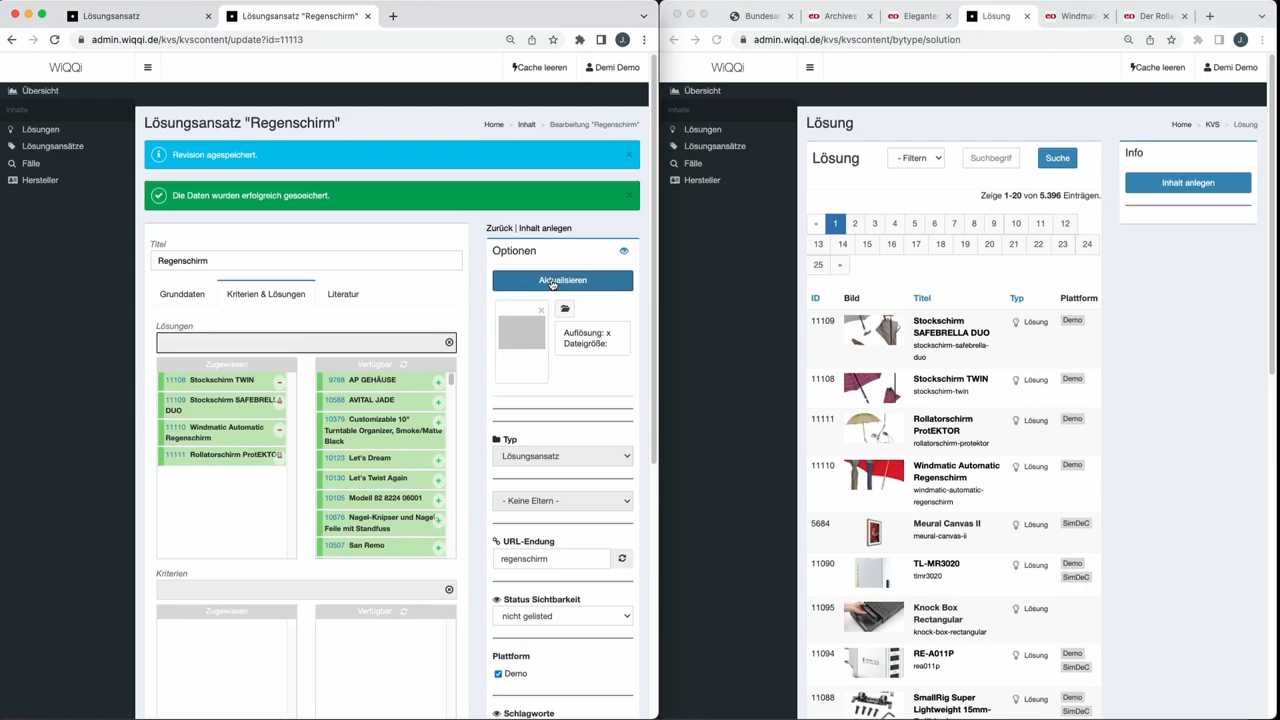 Lösungsansatz
Lösungsansatz "Regenschirm"
admin.wiqqi.de/kvs/kvscontent/update?id=11113
WiQQi
Cache leeren
Demi Demo
Übersicht
Inhalte
Lösungen
Lösungsansätze
Fälle
Hersteller
Lösungsansatz "Regenschirm"
Home > Inhalt > Bearbeitung "Regenschirm"
Revision agespeichert.
Die Daten wurden erfolgreich gesoeichert.
Zurück | Inhalt anlegen
Titel
Regenschirm
Grunddaten
Kriterien & Lösungen
Literatur
Lösungen
Zugewiesen
11108 Stockschirm TWIN
11109 Stockschirm SAFEBRELLA
DUO
11110 Windmatic Automatic
Regenschirm
11111 Rollatorschirm ProtEKTOR
Verfügbar
9768 AP GEHÄUSE
10588 AVITAL JADE
10379 Customizable 10"
Turntable Organizer, Smoke/Matte
Black
10123 Let's Dream
10130 Let's Twist Again
10105 Modell 82 8224 06001
10676 Nagel-Knipser und Nagel-
Feile mit Standfuss
10507 San Remo
Kriterien
Zugewiesen
Verfügbar
Optionen
Aktualisieren
Auflösung: x
Dateigröße:
Typ
Lösungsansatz
- Keine Eltern -
URL-Endung
regenschirm
Status Sichtbarkeit
nicht gelisted
Plattform
Demo
Schlagworte
Bundesan
Archives
Elegante
Lösung
Windmat
Der Rolla
admin.wiqqi.de/kvs/kvscontent/bytype/solution
WiQQi
Cache leeren
Demi Demo
Übersicht
Inhalte
Lösungen
Lösungsansätze
Fälle
Hersteller
Lösung
Home > KVS > Lösung
Lösung
- Filtern
Suchbegriff
Suche
Zeige 1-20 von 5.396 Einträgen.
« 1 2 3 4 5 6 7 8 9 10 11 12
13 14 15 16 17 18 19 20 21 22 23 24
25 »
ID Bild Titel Typ Plattform
11109 Stockschirm
SAFEBRELLA DUO
stockschirm-safebrella-
duo
Lösung Demo
11108 Stockschirm TWIN
stockschirm-twin
Lösung Demo
11111 Rollatorschirm
ProtEKTOR
rollatorschirm-protektor
Lösung Demo
11110 Windmatic Automatic
Regenschirm
windmatic-automatic-
regenschirm
Lösung Demo
5684 Meural Canvas II
meural-canvas-ii
Lösung SimDeC
11090 TL-MR3020
tlmr3020
Lösung Demo
SimDeC
11095 Knock Box
Rectangular
knock-box-rectangular
Lösung
11094 RE-A011P
rea011p
Lösung Demo
SimDeC
11088 SmallRig Super
Lightweight 15mm-
Lösung Demo
SimDeC
Info
Inhalt anlegen